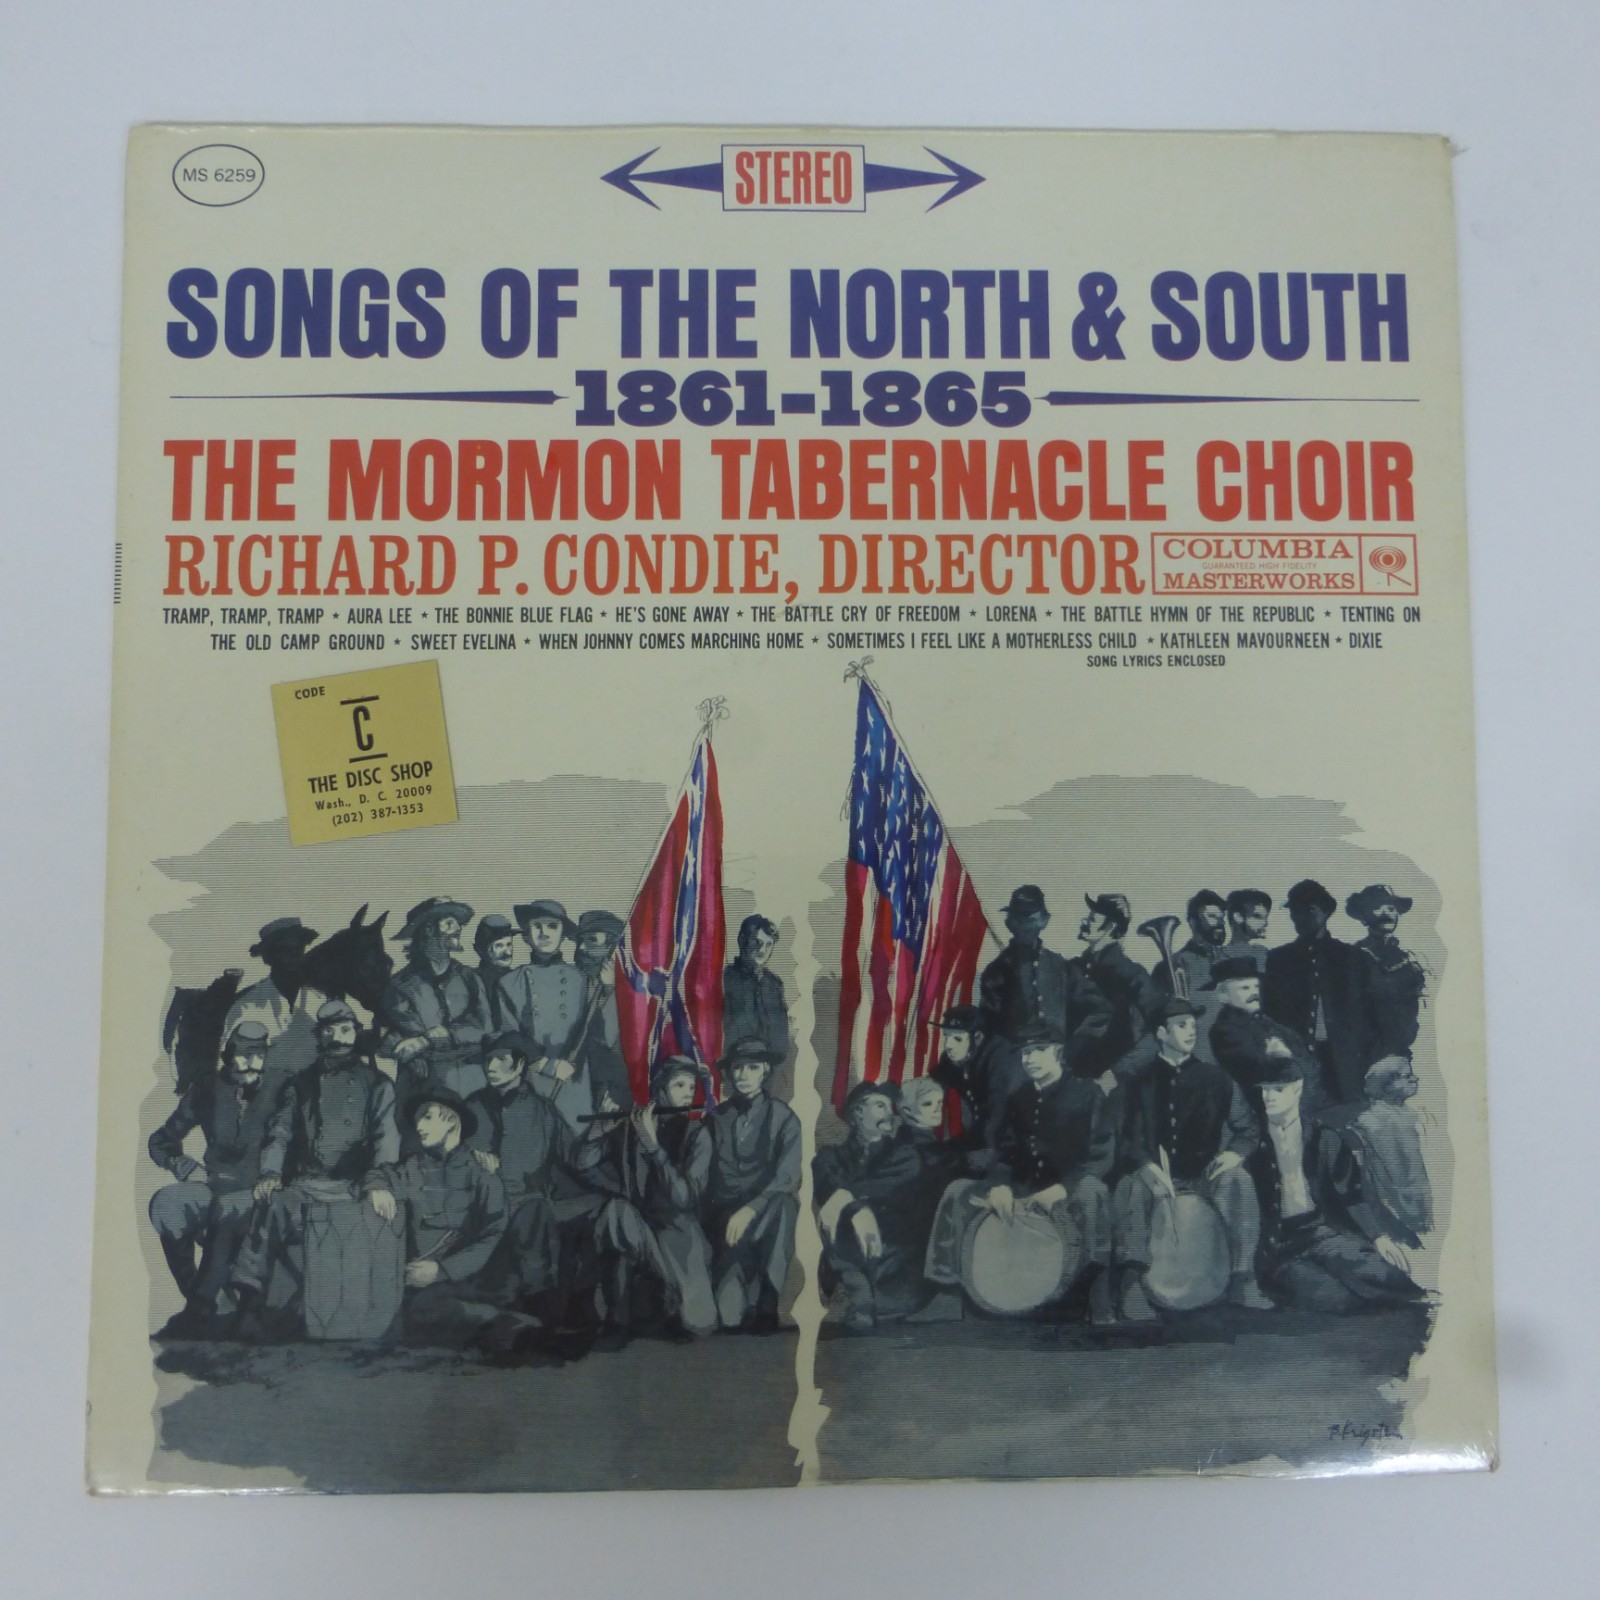 MS 6259
STEREO
SONGS OF THE NORTH & SOUTH
1861-1865
THE MORMON TABERNACLE CHOIR
RICHARD P. CONDIE, DIRECTOR
COLUMBIA
GUARANTEED HIGH FIDELITY
MASTERWORKS
TRAMP, TRAMP, TRAMP ★ AURA LEE ★ THE BONNIE BLUE FLAG ★ HE'S GONE AWAY ★ THE BATTLE CRY OF FREEDOM ★ LORENA ★ THE BATTLE HYMN OF THE REPUBLIC ★ TENTING ON
THE OLD CAMP GROUND ★ SWEET EVELINA ★ WHEN JOHNNY COMES MARCHING HOME ★ SOMETIMES I FEEL LIKE A MOTHERLESS CHILD ★ KATHLEEN MAVOURNEEN ★ DIXIE
SONG LYRICS ENCLOSED
CODE
C
THE DISC SHOP
Wash., D. C. 20009
(202) 387-1353